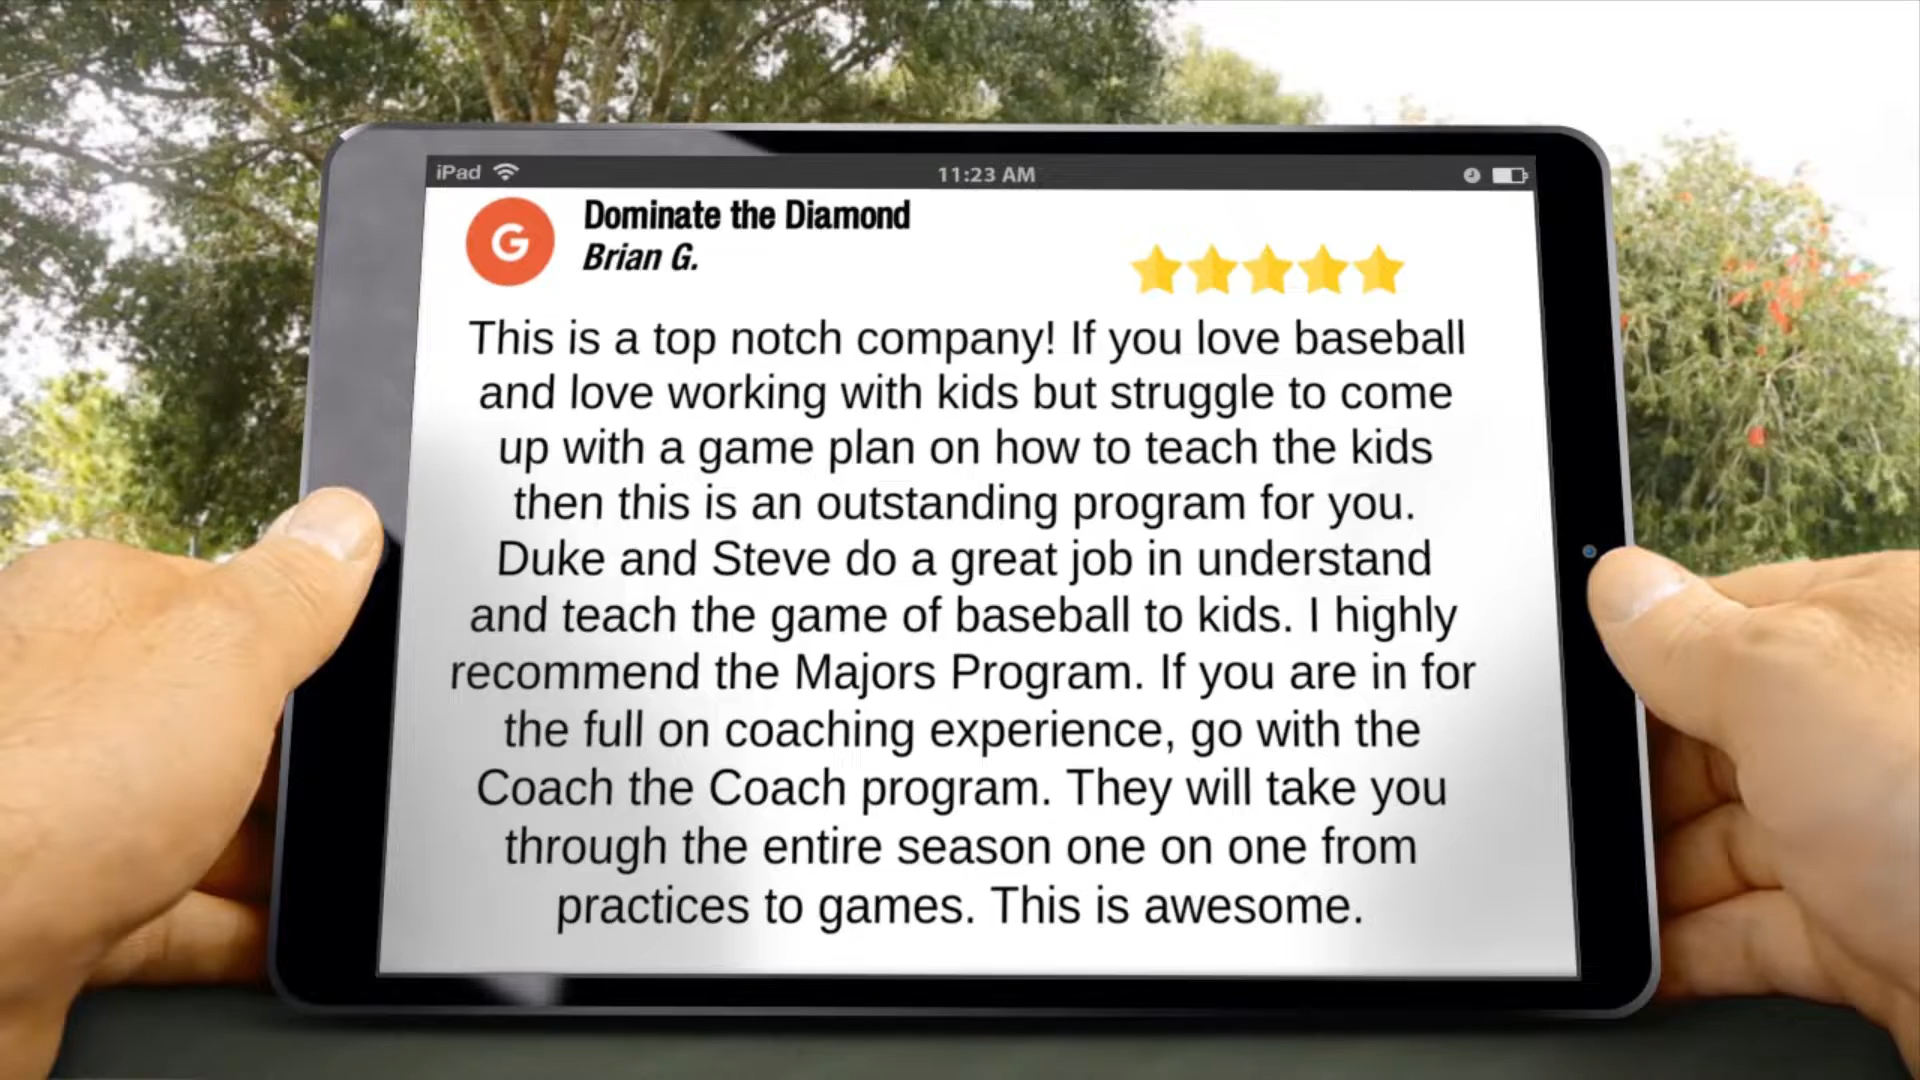 iPad
11:23 AM
G
Dominate the Diamond
Brian G.
This is a top notch company! If you love baseball
and love working with kids but struggle to come
up with a game plan on how to teach the kids
then this is an outstanding program for you.
Duke and Steve do a great job in understand
and teach the game of baseball to kids. I highly
recommend the Majors Program. If you are in for
the full on coaching experience, go with the
Coach the Coach program. They will take you
through the entire season one on one from
practices to games. This is awesome.